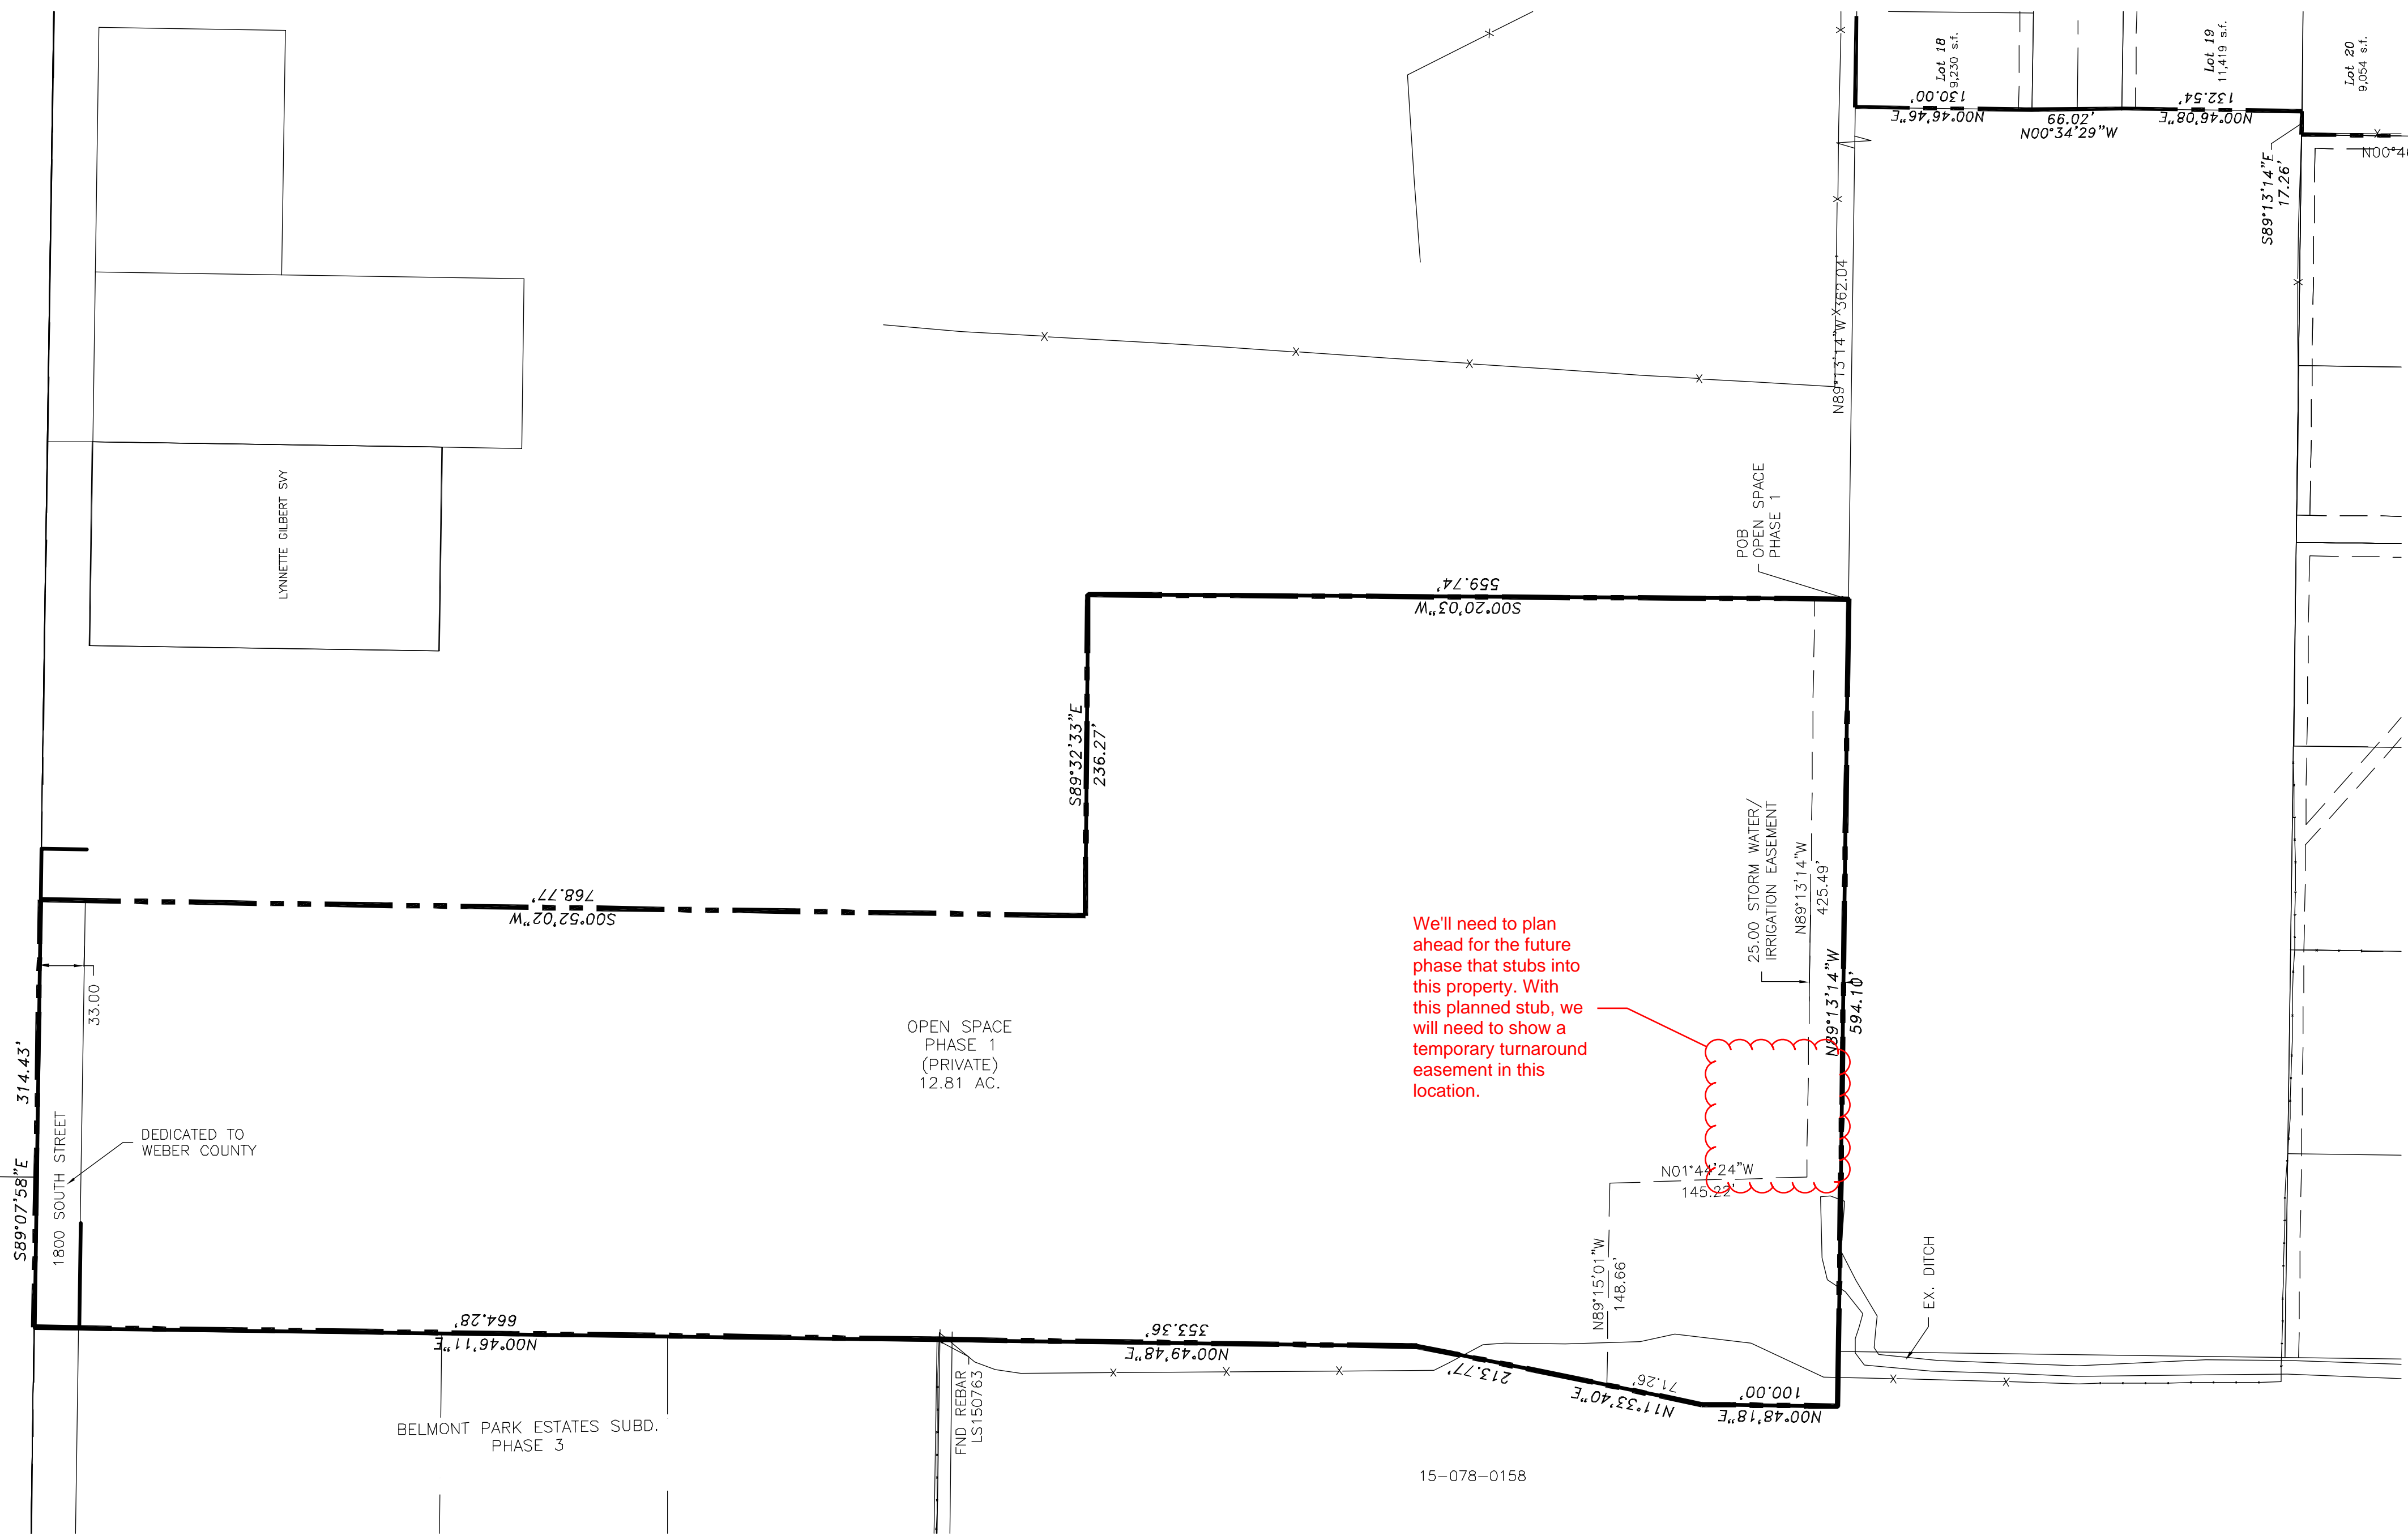 Lot 18
9,230 s.f.
Lot 19
11,419 s.f.
Lot 20
9,054 s.f.
130.00'
N00°46'46"E
66.02'
N00°34'29"W
132.54'
N00°46'08"E
S89°13'14"E
17.26'
N00°46
N89°13'14"W 362.04'
LYNNETTE GILBERT SVY
POB
OPEN SPACE
PHASE 1
559.74'
S00°20'03"W
S89°32'33"E
236.27'
25.00 STORM WATER/
IRRIGATION EASEMENT
N89°13'14"W
425.49'
N89°13'14"W
594.10'
768.77'
S00°52'02"W
33.00
We'll need to plan
ahead for the future
phase that stubs into
this property. With
this planned stub, we
will need to show a
temporary turnaround
easement in this
location.
OPEN SPACE
PHASE 1
(PRIVATE)
12.81 AC.
S89°07'58"E 314.43'
1800 SOUTH STREET
DEDICATED TO
WEBER COUNTY
N01°44'24"W
145.22'
N89°15'01"W
148.66'
EX. DITCH
664.28'
N00°46'11"E
353.36'
N00°49'48"E
213.77'
N11°33'40"E
71.26'
100.00'
N00°48'18"E
FND REBAR
LS150763
BELMONT PARK ESTATES SUBD.
PHASE 3
15-078-0158